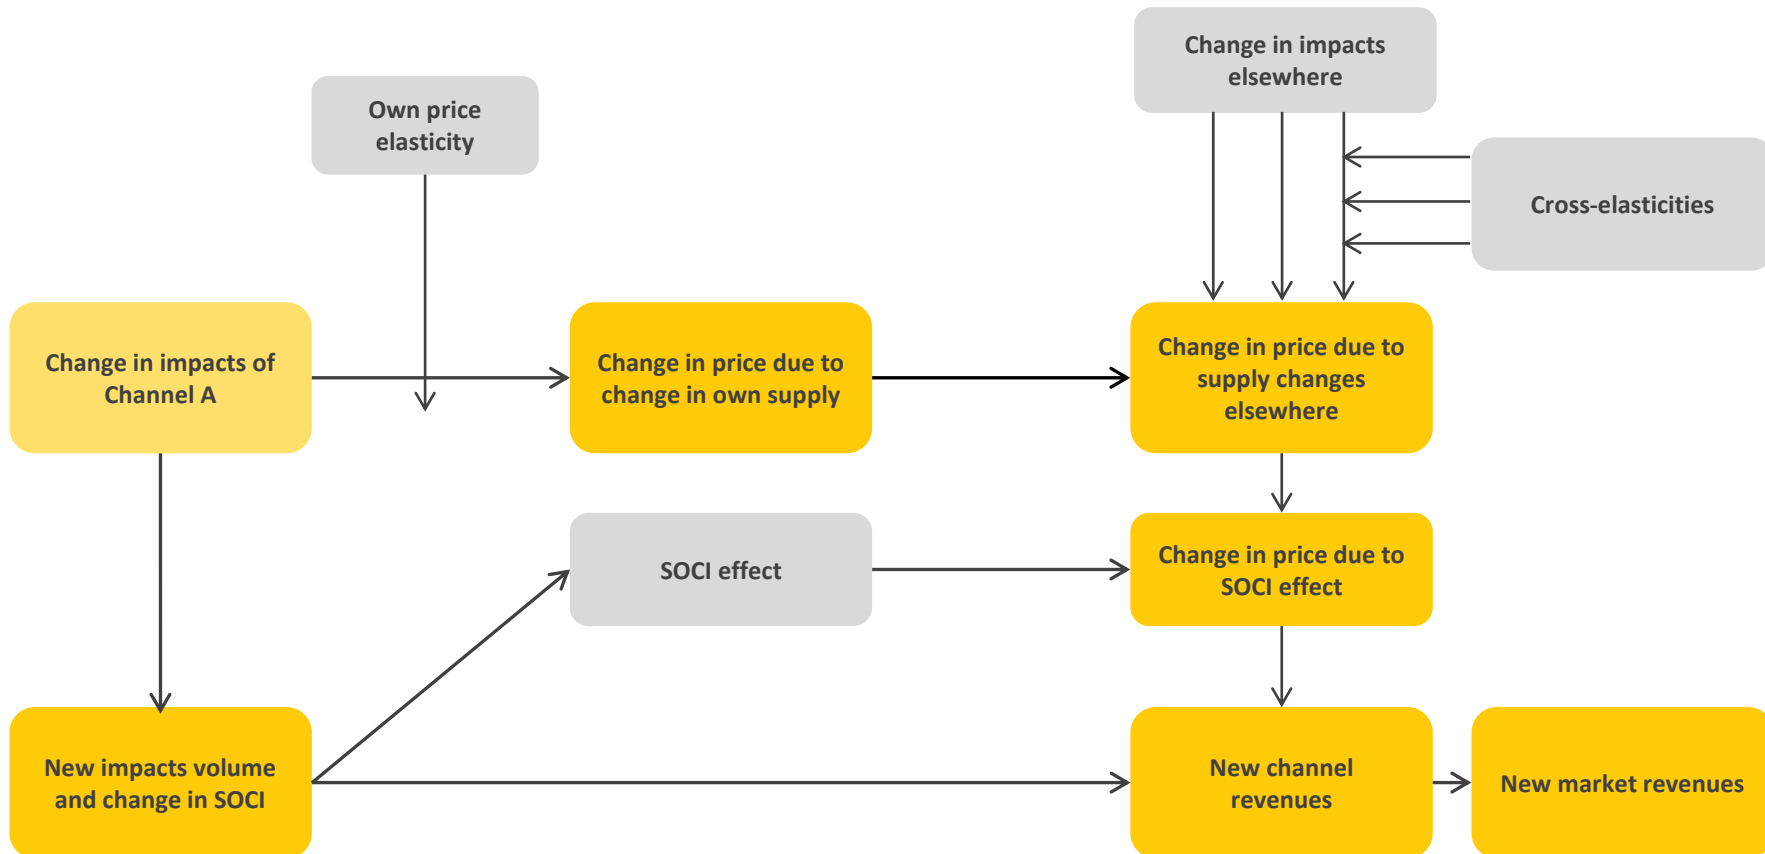 Change in impacts
elsewhere
Own price
elasticity
Cross-elasticities
Change in impacts of
Channel A
Change in price due to
change in own supply
Change in price due to
supply changes
elsewhere
SOCI effect
Change in price due to
SOCI effect
New impacts volume
and change in SOCI
New channel
revenues
New market revenues